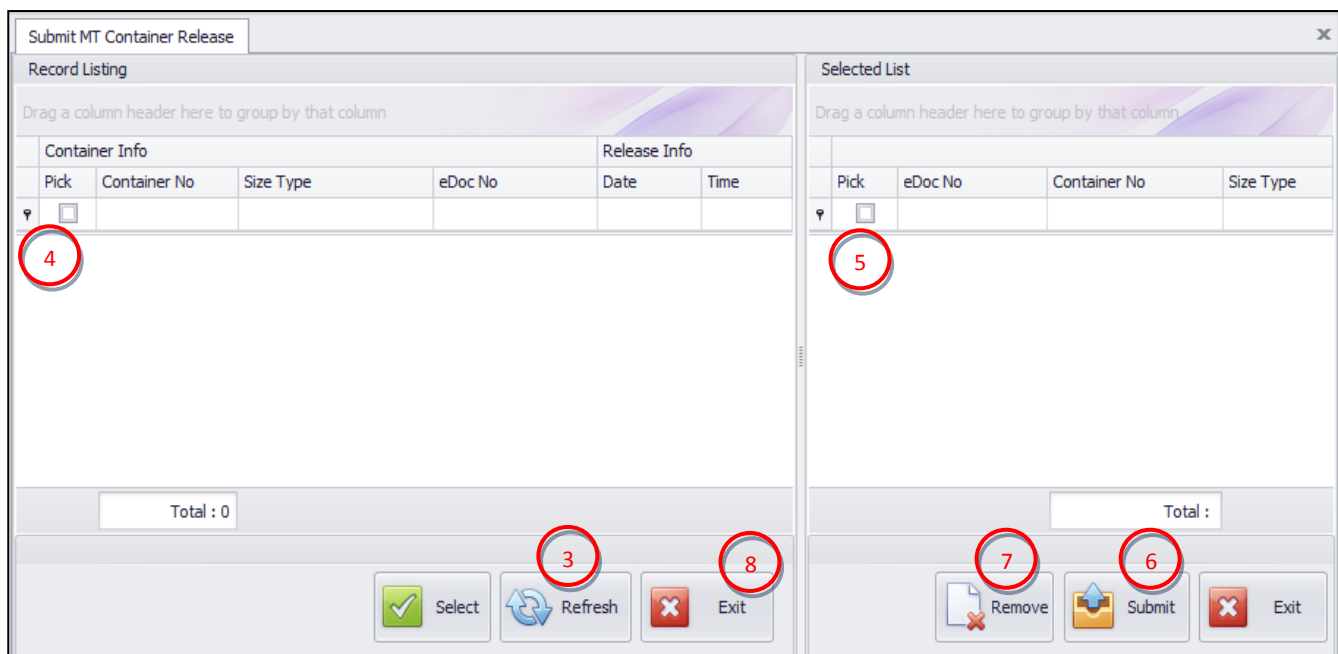 Submit MT Container Release
Record Listing
Drag a column header here to group by that column
Container Info Release Info
Pick Container No Size Type eDoc No Date Time
4
Total : 0
3
8
Select Refresh Exit
Selected List
Drag a column header here to group by that column
Pick eDoc No Container No Size Type
5
Total :
7
6
Remove Submit Exit